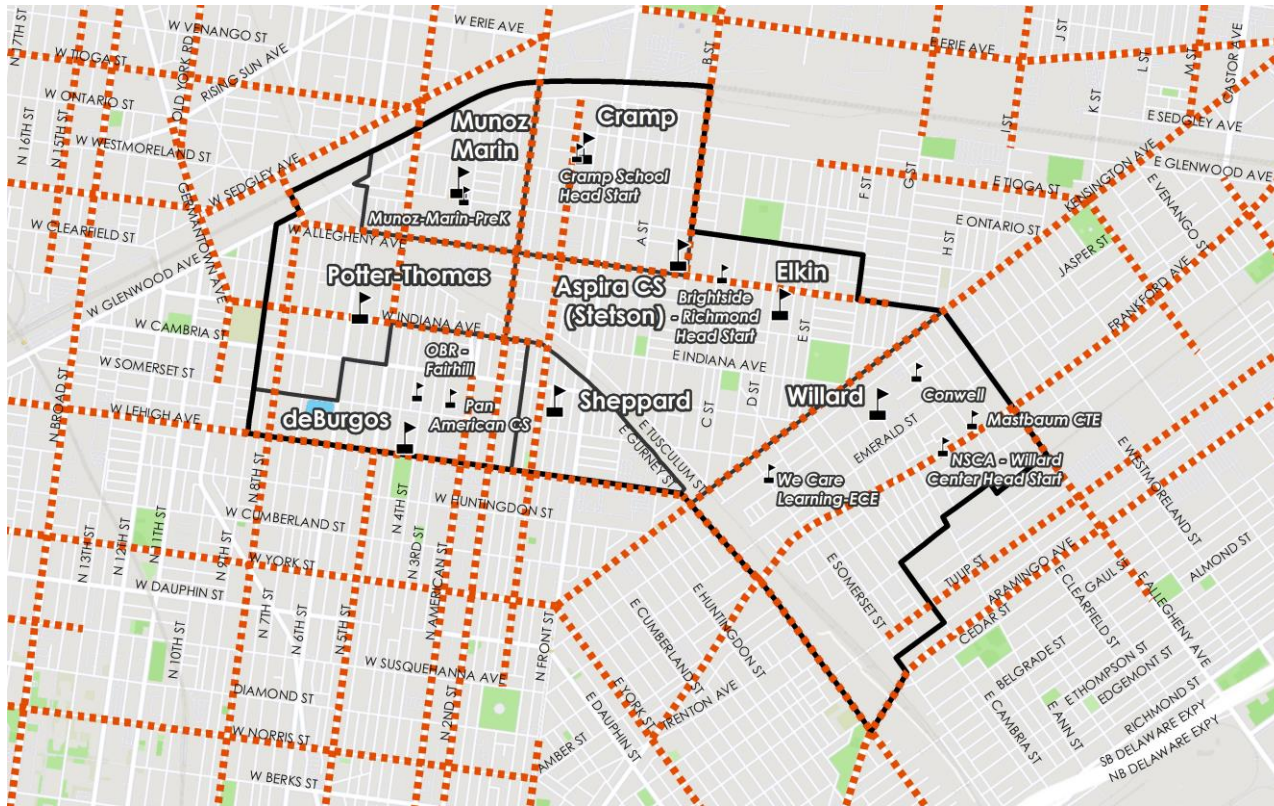 W ERIE AVE
W VENANGO ST
N 17TH ST
W TIOGA ST
OLD YORK RD
RISING SUN AVE
B ST
E ERIE AVE
J ST
L ST
M ST
CASTOR AVE
K ST
I ST
W ONTARIO ST
N 16TH ST
N 15TH ST
W WESTMORELAND ST
Munoz
Marin
Cramp
E SEDGLEY AVE
E GLENWOOD AVE
Cramp School
Head Start
G ST
F ST
E TIOGA ST
KENSINGTON AVE
E VENANGO ST
W SEDGLEY AVE
GERMANTOWN AVE
Munoz-Marin-PreK
A ST
E ONTARIO ST
W CLEARFIELD ST
W ALLEGHENY AVE
H ST
JASPER ST
W GLENWOOD AVE
Potter-Thomas
Aspira CS
(Stetson)
Brightside
- Richmond
Head Start
Elkin
FRANKFORD AVE
W CAMBRIA ST
W INDIANA AVE
E ST
E INDIANA AVE
W SOMERSET ST
OBR -
Fairhill
D ST
C ST
Conwell
N BROAD ST
W LEHIGH AVE
deBurgos
Pan
American CS
Sheppard
Willard
EMERALD ST
Mastbaum CTE
E TUSCULUM ST
E GURNEY ST
NSCA - Willard
Center Head Start
We Care
Learning-ECE
E WESTMORELAND ST
N 8TH ST
W HUNTINGDON ST
N 4TH ST
W CUMBERLAND ST
N 13TH ST
N 12TH ST
N 11TH ST
N 9TH ST
W YORK ST
N 3RD ST
N AMERICAN ST
TULIP ST
ARAMINGO AVE
ALMOND ST
GAUL ST
E CLEARFIELD ST
E ALLEGHENY AVE
E SOMERSET ST
W DAUPHIN ST
N 10TH ST
N 7TH ST
N 6TH ST
N 5TH ST
N FRONT ST
E CUMBERLAND ST
E HUNTINGDON ST
CEDAR ST
BELGRADE ST
E THOMPSON ST
EDGEMONT ST
W SUSQUEHANNA AVE
DIAMOND ST
N 2ND ST
E YORK ST
E DAUPHIN ST
TRENTON AVE
E CAMBRIA ST
E ANN ST
RICHMOND ST
SB DELAWARE EXPY
NB DELAWARE EXPY
W NORRIS ST
AMBER ST
W BERKS ST